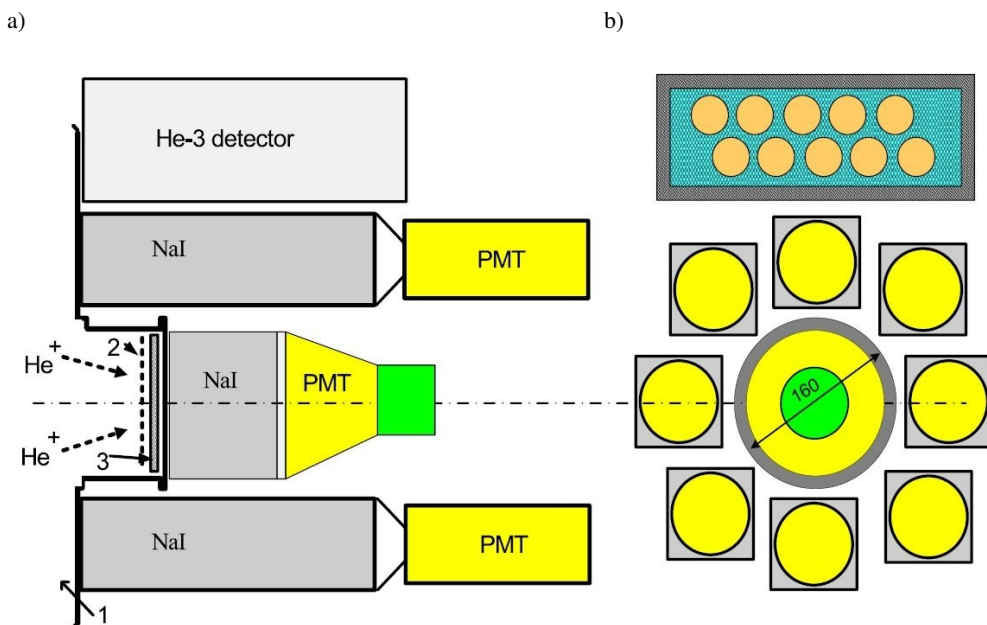 a)
b)
He-3 detector
NaI
PMT
He+
2
NaI
PMT
160
He+
3
NaI
PMT
1